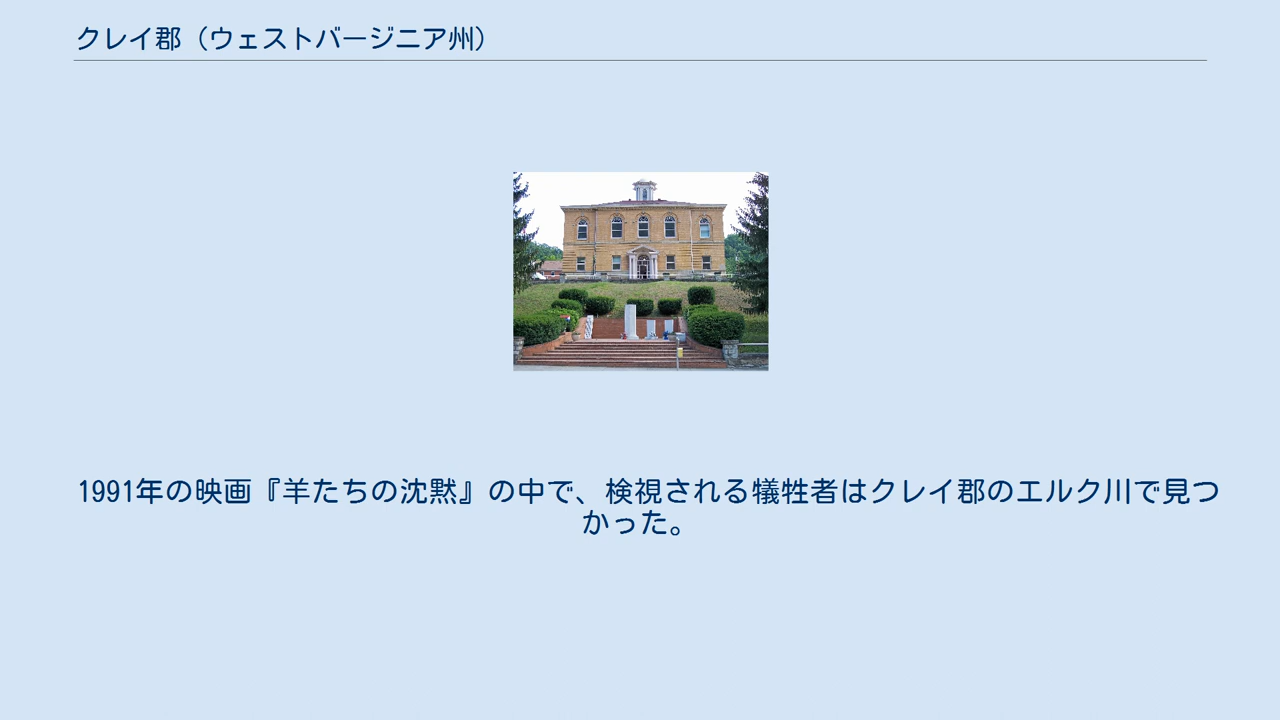 クレイ郡（ウェストバージニア州）
1991年の映画『羊たちの沈黙』の中で、検視される犠牲者はクレイ郡のエルク川で見つ
かった。